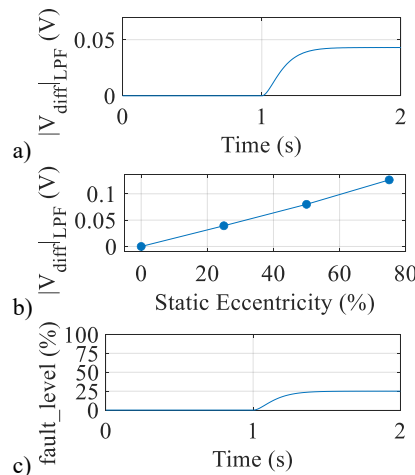 |V_diff|_LPF (V)
0.05
0
0 1 2
Time (s)
a)
|V_diff|_LPF (V)
0.1
0.05
0
0 20 40 60 80
Static Eccentricity (%)
b)
fault_level (%)
100
75
50
25
0
0 1 2
Time (s)
c)